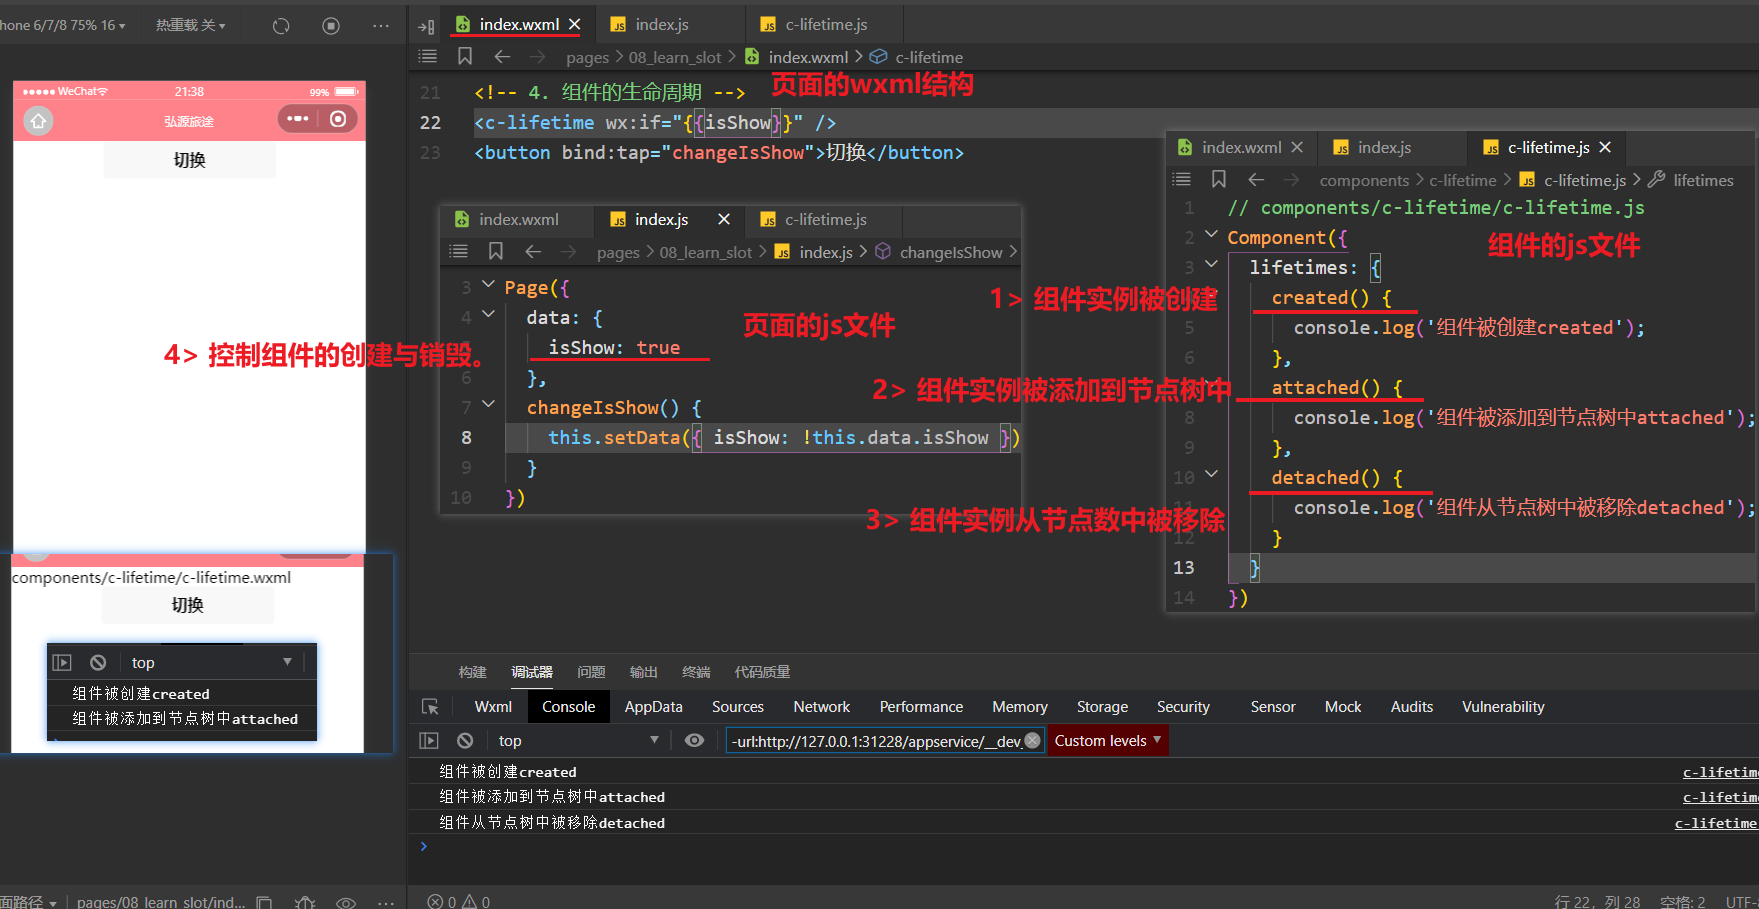 hone 6/7/8 75% 16
热重载 关
WeChat
21:38
99%
弘源旅途
切换
4> 控制组件的创建与销毁。
components/c-lifetime/c-lifetime.wxml
切换
top
组件被创建created
组件被添加到节点树中attached
面路径
pages/08_learn_slot/ind...
index.wxml
index.js
c-lifetime.js
pages > 08_learn_slot > index.wxml > c-lifetime
页面的wxml结构
21 <!-- 4. 组件的生命周期 -->
22 <c-lifetime wx:if="{{isShow}}" />
23 <button bind:tap="changeIsShow">切换</button>
index.wxml
index.js
c-lifetime.js
pages > 08_learn_slot > index.js > changeIsShow >
页面的js文件
3 Page({
4 data: {
isShow: true
6 },
7 changeIsShow() {
8 this.setData({ isShow: !this.data.isShow })
9 }
10 })
index.wxml
index.js
c-lifetime.js
components > c-lifetime > c-lifetime.js > lifetimes
组件的js文件
1 // components/c-lifetime/c-lifetime.js
2 Component({
3 lifetimes: {
1> 组件实例被创建
created() {
5 console.log('组件被创建created');
6 },
2> 组件实例被添加到节点树中
attached() {
8 console.log('组件被添加到节点树中attached');
9 },
10 detached() {
3> 组件实例从节点数中被移除
console.log('组件从节点树中被移除detached');
12 }
13 }
14 })
构建
调试器
问题
输出
终端
代码质量
Wxml
Console
AppData
Sources
Network
Performance
Memory
Storage
Security
Sensor
Mock
Audits
Vulnerability
top
-url:http://127.0.0.1:31228/appservice/__dev_
Custom levels
组件被创建created
c-lifetim
组件被添加到节点树中attached
c-lifetim
组件从节点树中被移除detached
c-lifetime
0
0
行 22，列 28
空格: 2
UTF-